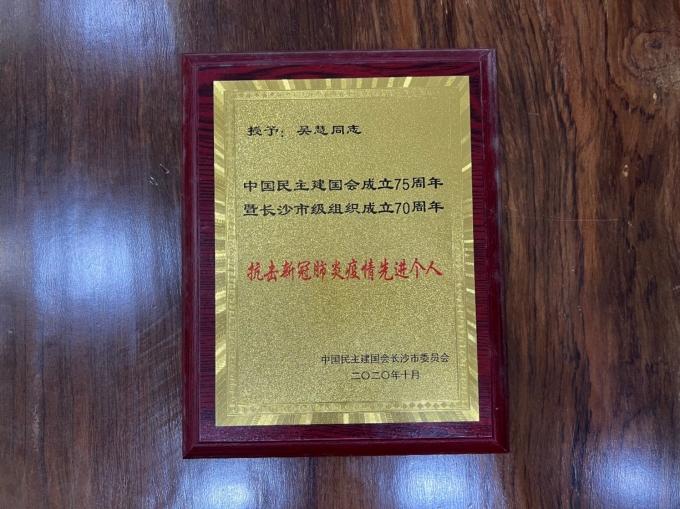 授予：吴慧同志
中国民主建国会成立75周年
暨长沙市级组织成立70周年
抗击新冠肺炎疫情先进个人
中国民主建国会长沙市委员会
二〇二〇年十月